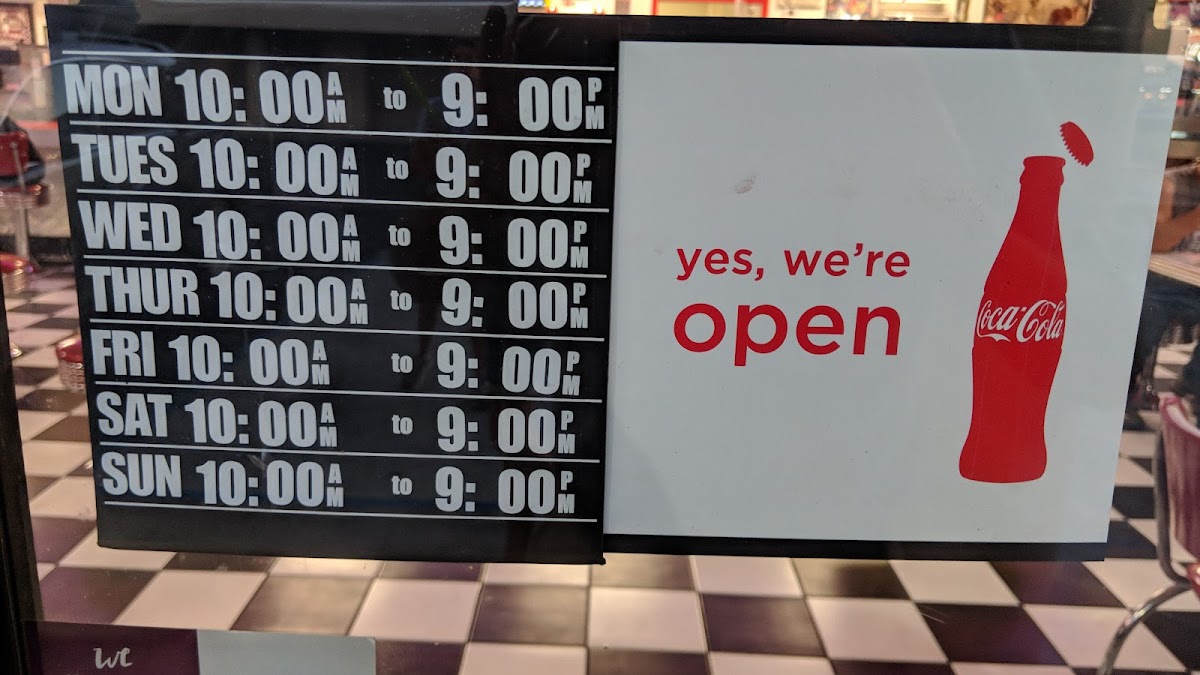 MON 10:00AM to 9:00PM
TUES 10:00AM to 9:00PM
WED 10:00AM to 9:00PM
THUR 10:00AM to 9:00PM
FRI 10:00AM to 9:00PM
SAT 10:00AM to 9:00PM
SUN 10:00AM to 9:00PM
yes, we're
open
Coca-Cola
we